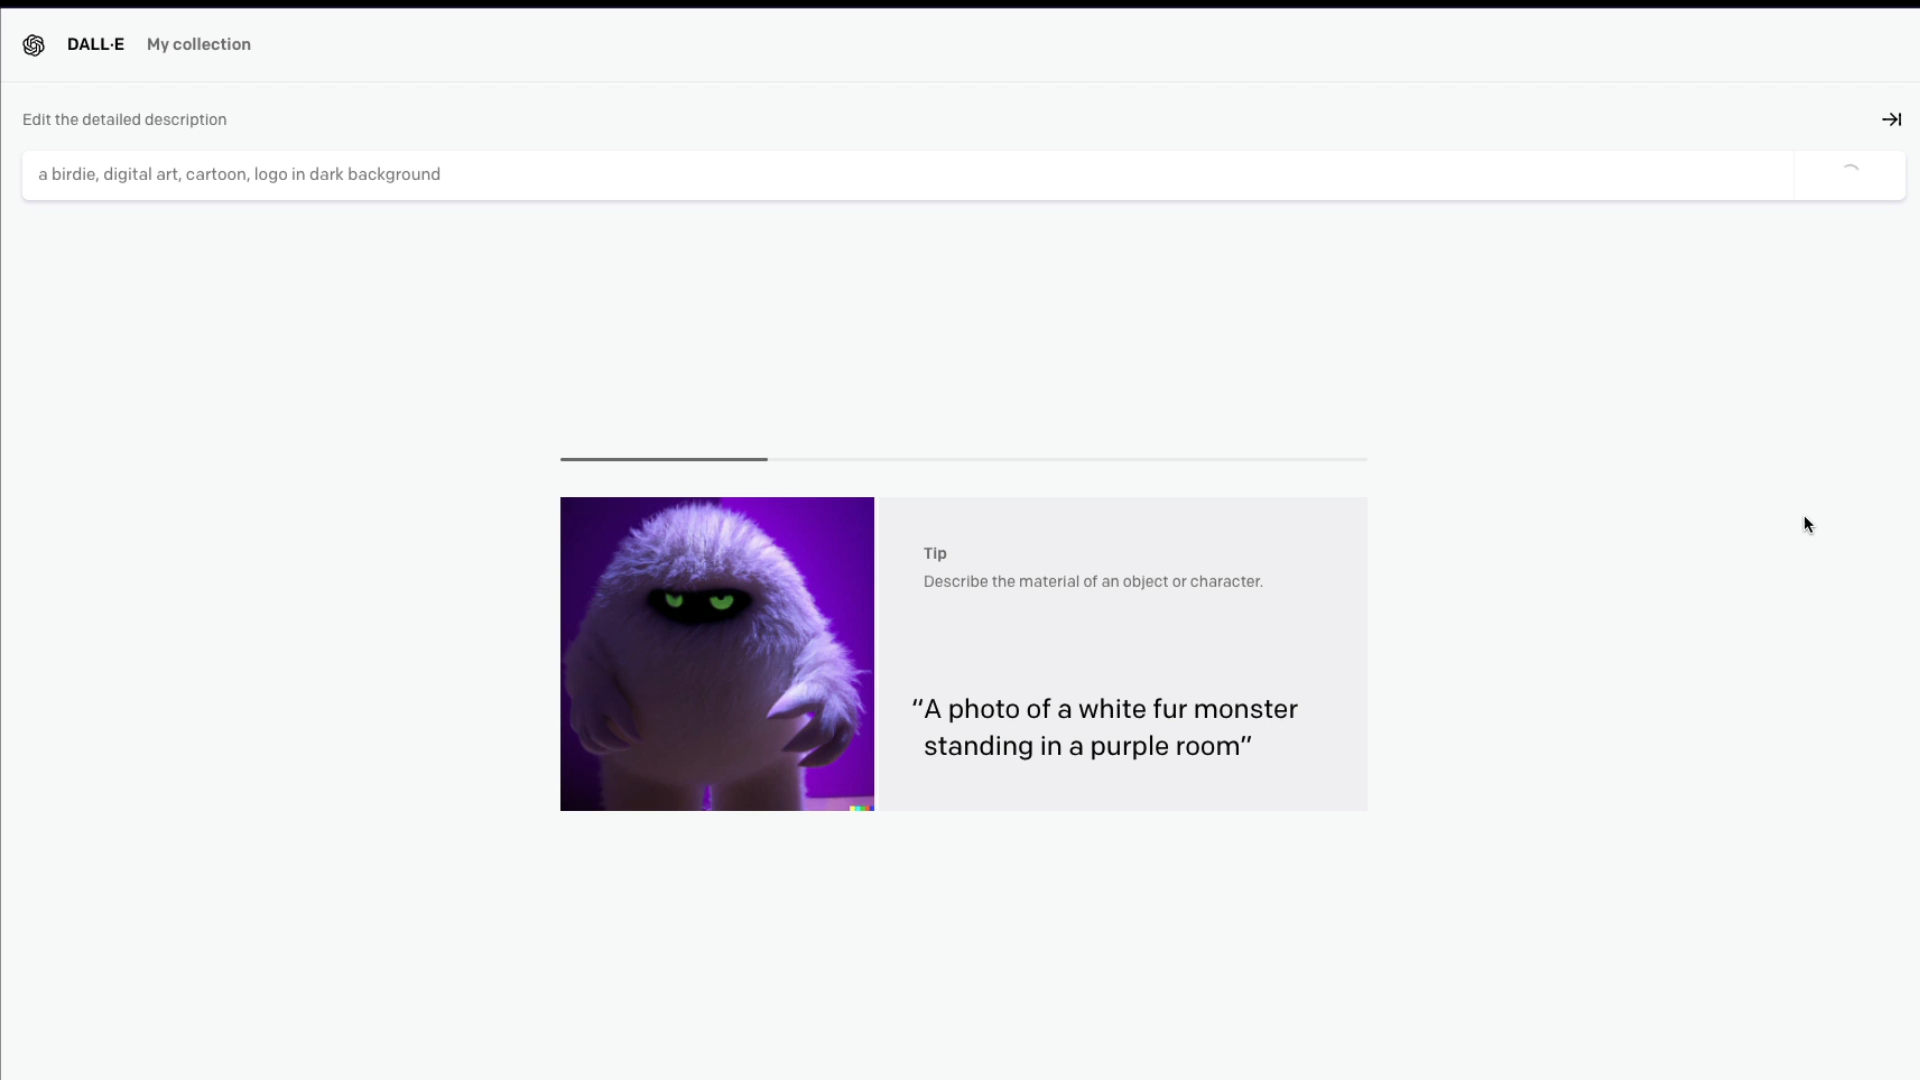 DALL·E My collection
Edit the detailed description
a birdie, digital art, cartoon, logo in dark background
Tip
Describe the material of an object or character.
“A photo of a white fur monster
standing in a purple room”